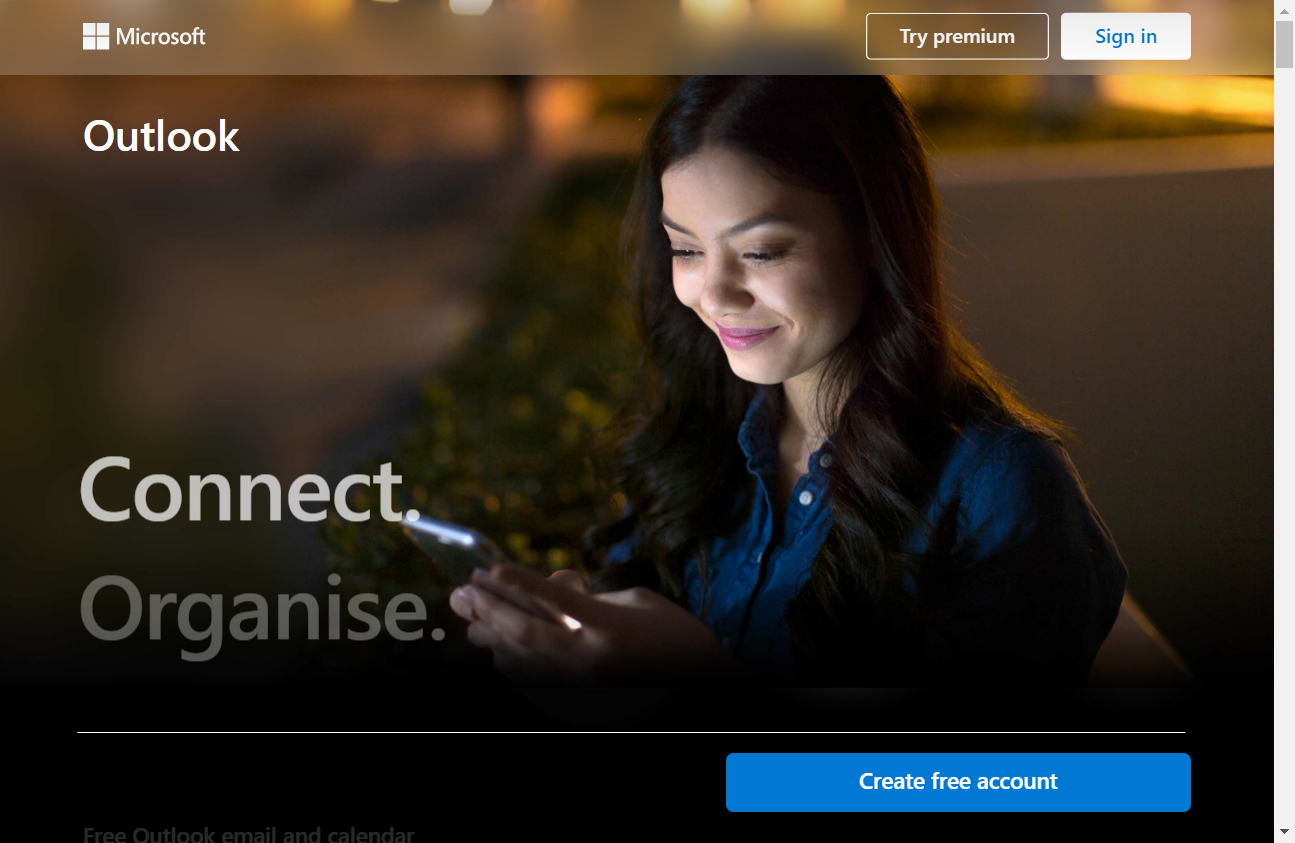 Microsoft
Try premium
Sign in
Outlook
Connect.
Organise.
Create free account
Free Outlook email and calendar